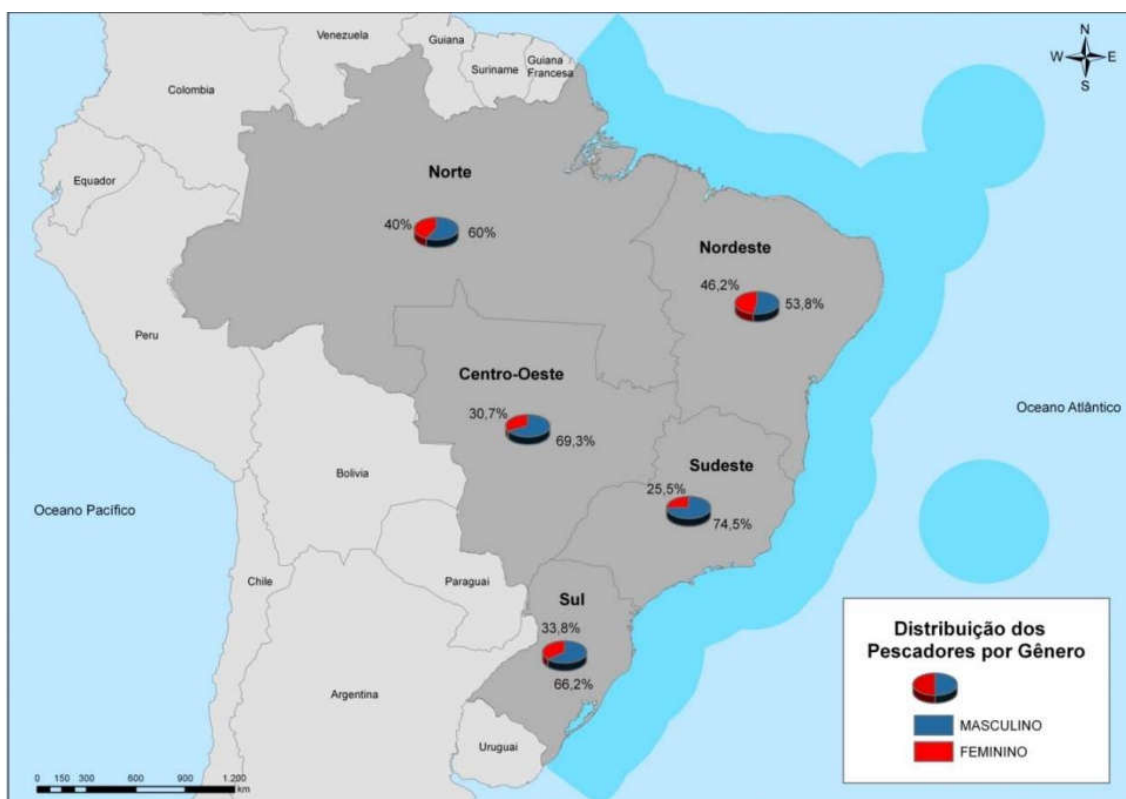 N
W E
S
Venezuela
Guiana
Suriname
Guiana
Francesa
Colombia
Equador
Norte
40% 60%
Nordeste
46,2% 53,8%
Peru
Centro-Oeste
30,7% 69,3%
Oceano Atlântico
Bolivia
Sudeste
25,5% 74,5%
Oceano Pacífico
Chile
Paraguai
Sul
33,8%
66,2%
Argentina
Uruguai
Distribuição dos
Pescadores por Gênero
MASCULINO
FEMININO
0 150 300 600 900 1.200
km